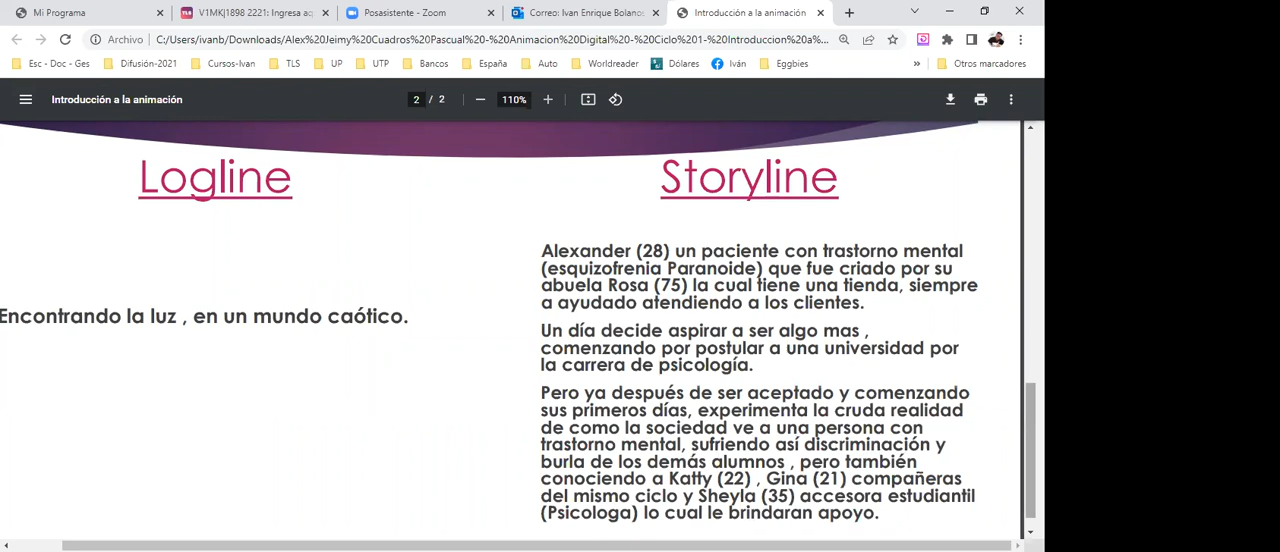 Mi Programa
V1MKJ1898 2221: Ingresa aq
Posasistente - Zoom
Correo: Ivan Enrique Bolanos
Introducción a la animación
Archivo
C:/Users/ivanb/Downloads/Alex%20Jeimy%20Cuadros%20Pascual%20-%20Animacion%20Digital%20-%20Ciclo%201-%20Introduccion%20a%...
Esc - Doc - Ges
Difusión-2021
Cursos-Ivan
TLS
UP
UTP
Bancos
España
Auto
Worldreader
Dólares
Iván
Eggbies
»
Otros marcadores
Introducción a la animación
2 / 2
110%
Logline
Encontrando la luz , en un mundo caótico.
Storyline
Alexander (28) un paciente con trastorno mental
(esquizofrenia Paranoide) que fue criado por su
abuela Rosa (75) la cual tiene una tienda, siempre
a ayudado atendiendo a los clientes.
Un día decide aspirar a ser algo mas ,
comenzando por postular a una universidad por
la carrera de psicología.
Pero ya después de ser aceptado y comenzando
sus primeros días, experimenta la cruda realidad
de como la sociedad ve a una persona con
trastorno mental, sufriendo así discriminación y
burla de los demás alumnos , pero también
conociendo a Katty (22) , Gina (21) compañeras
del mismo ciclo y Sheyla (35) accesora estudiantil
(Psicologa) lo cual le brindaran apoyo.